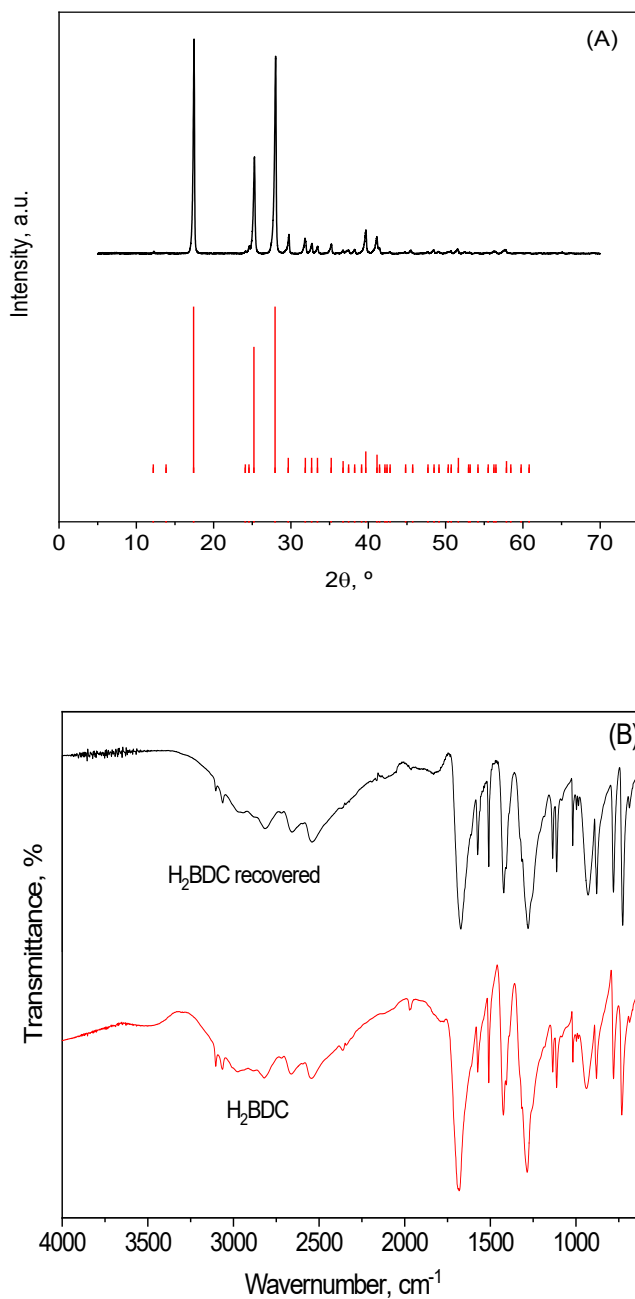 (A)
Intensity, a.u.
0 10 20 30 40 50 60 70
2θ, º
(B)
H₂BDC recovered
Transmittance, %
H₂BDC
4000 3500 3000 2500 2000 1500 1000
Wavernumber, cm⁻¹